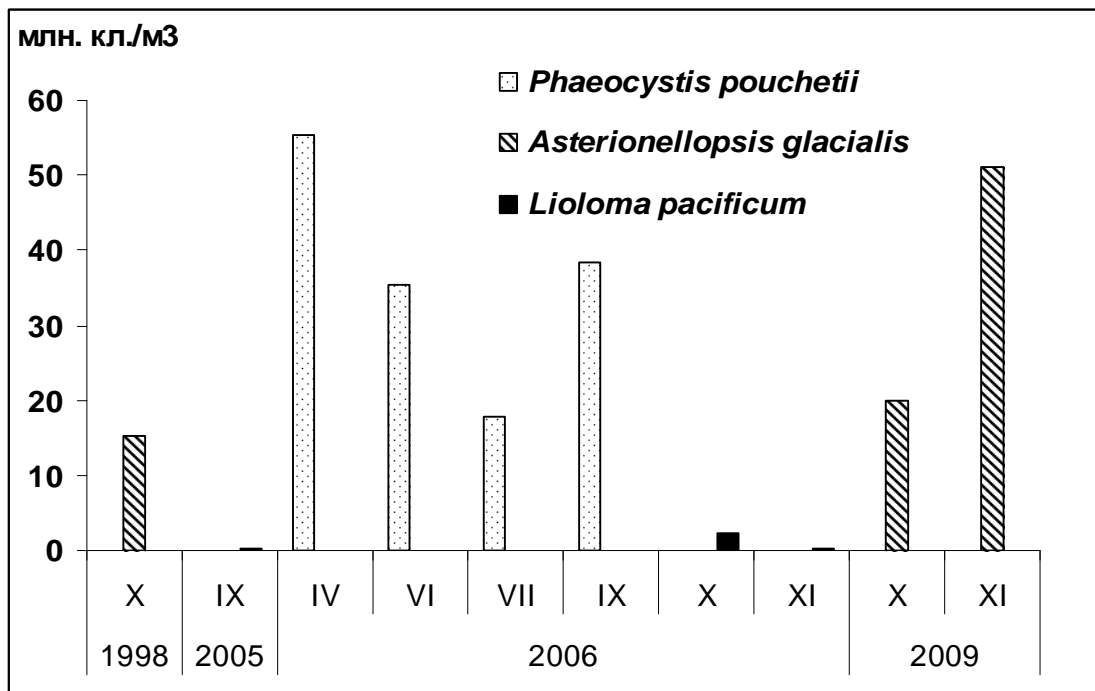 млн. кл./м3
Phaeocystis pouchetii
Asterionellopsis glacialis
Lioloma pacificum
60
50
40
30
20
10
0
X IX IV VI VII IX X XI X XI
1998 2005 2006 2009